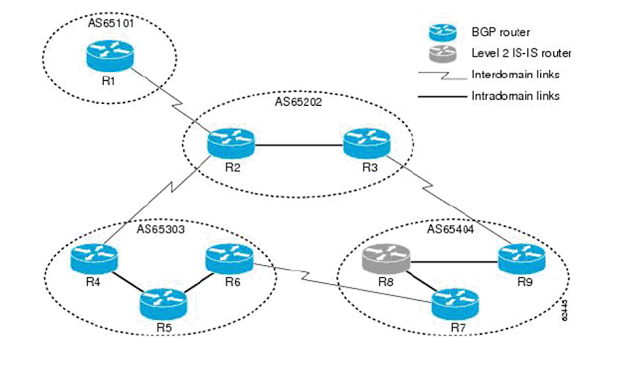 AS65101
R1
BGP router
Level 2 IS-IS router
Interdomain links
Intradomain links
AS65202
R2
R3
AS65303
R4
R5
R6
AS65404
R8
R9
R7